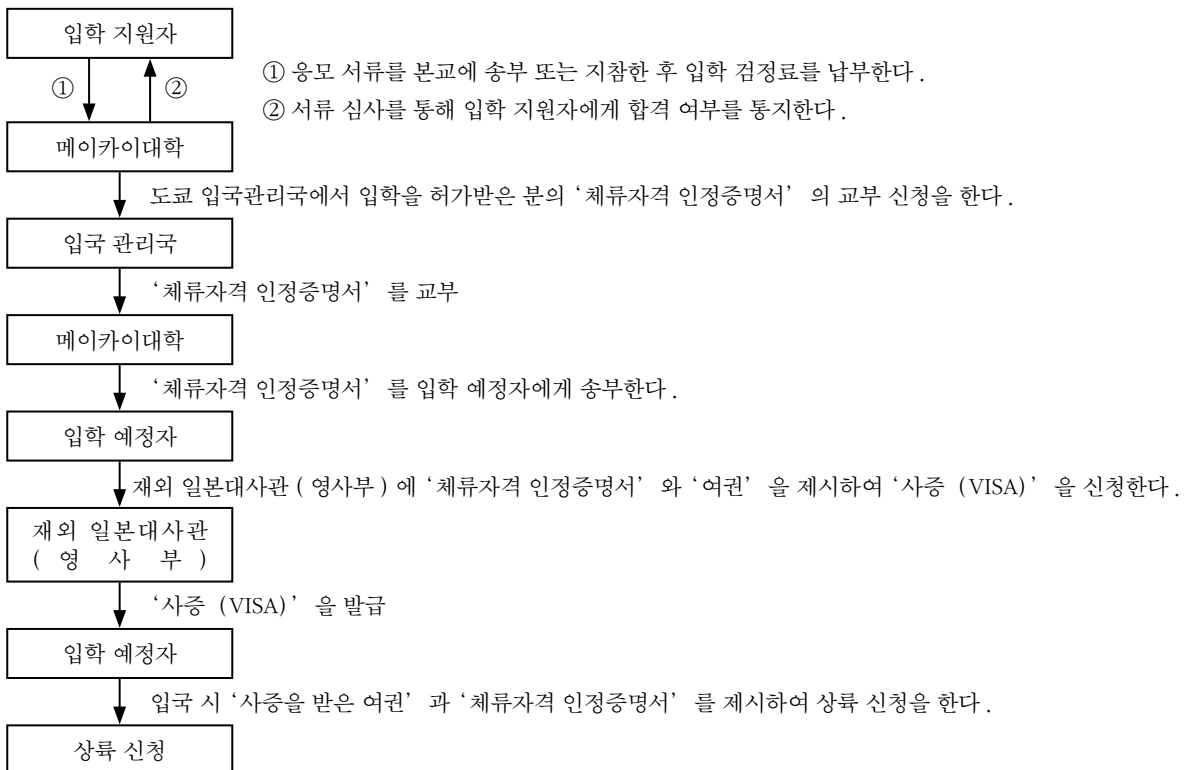 입학 지원자
① ②
① 응모 서류를 본교에 송부 또는 지참한 후 입학 검정료를 납부한다.
② 서류 심사를 통해 입학 지원자에게 합격 여부를 통지한다.
메이카이대학
도쿄 입국관리국에서 입학을 허가받은 분의 ‘체류자격 인정증명서’ 의 교부 신청을 한다.
입국 관리국
‘체류자격 인정증명서’ 를 교부
메이카이대학
‘체류자격 인정증명서’ 를 입학 예정자에게 송부한다.
입학 예정자
재외 일본대사관 ( 영사부 ) 에 ‘체류자격 인정증명서’ 와 ‘여권’ 을 제시하여 ‘사증 (VISA)’ 을 신청한다.
재외 일본대사관
( 영 사 부 )
‘사증 (VISA)’ 을 발급
입학 예정자
입국 시 ‘사증을 받은 여권’ 과 ‘체류자격 인정증명서’ 를 제시하여 상륙 신청을 한다.
상륙 신청